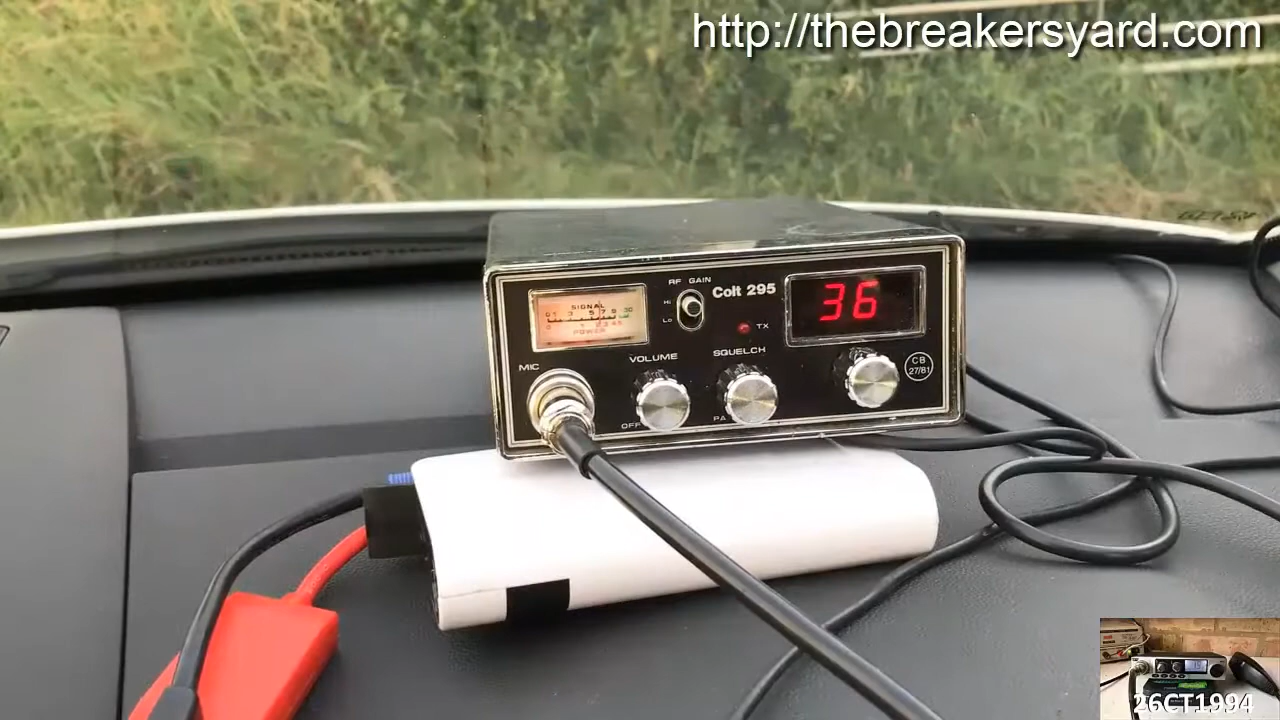 http://thebreakersyard.com
RF GAIN
Colt 295
HI
LO
SIGNAL
POWER
36
TX
MIC
VOLUME
SQUELCH
CB
27/81
OFF
PA
26CT1994